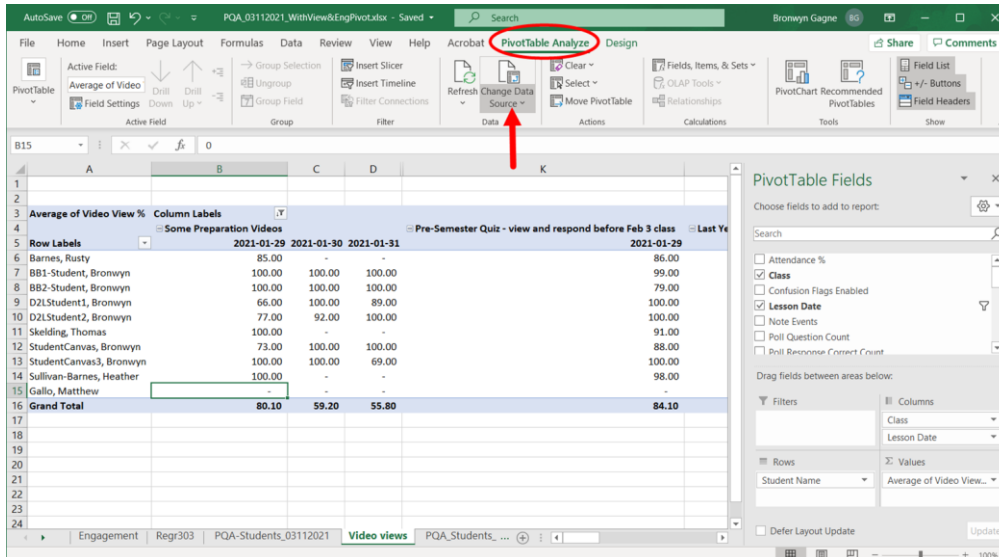 AutoSave Off PQA_03112021_WithView&EngPivot.xlsx - Saved Search Bronwyn Gagne BG
File Home Insert Page Layout Formulas Data Review View Help Acrobat PivotTable Analyze Design Share Comments
PivotTable
Active Field:
Average of Video
Field Settings
Drill Down
Drill Up
Active Field
Group Selection
Ungroup
Group Field
Group
Insert Slicer
Insert Timeline
Filter Connections
Filter
Refresh
Change Data Source
Data
Clear
Select
Move PivotTable
Actions
Fields, Items, & Sets
OLAP Tools
Relationships
Calculations
PivotChart
Recommended PivotTables
Tools
Field List
+/- Buttons
Field Headers
Show
B15 fx 0
A B C D K
1
2
3 Average of Video View % Column Labels
4 Some Preparation Videos Pre-Semester Quiz - view and respond before Feb 3 class Last Ye
5 Row Labels 2021-01-29 2021-01-30 2021-01-31 2021-01-29
6 Barnes, Rusty 85.00 - - 86.00
7 BB1-Student, Bronwyn 100.00 100.00 100.00 99.00
8 BB2-Student, Bronwyn 100.00 100.00 100.00 79.00
9 D2LStudent1, Bronwyn 66.00 100.00 89.00 100.00
10 D2LStudent2, Bronwyn 77.00 92.00 100.00 100.00
11 Skelding, Thomas 100.00 - - 91.00
12 StudentCanvas, Bronwyn 73.00 100.00 100.00 88.00
13 StudentCanvas3, Bronwyn 100.00 100.00 69.00 100.00
14 Sullivan-Barnes, Heather 100.00 - - 98.00
15 Gallo, Matthew - - - -
16 Grand Total 80.10 59.20 55.80 84.10
17
18
19
20
21
22
23
24
Engagement Regr303 PQA-Students_03112021 Video views PQA_Students_ ...
PivotTable Fields
Choose fields to add to report:
Search
Attendance %
Class
Confusion Flags Enabled
Lesson Date
Note Events
Poll Question Count
Poll Response Correct Count
Drag fields between areas below:
Filters
Columns
Class
Lesson Date
Rows
Student Name
Values
Average of Video View...
Defer Layout Update Update
100%